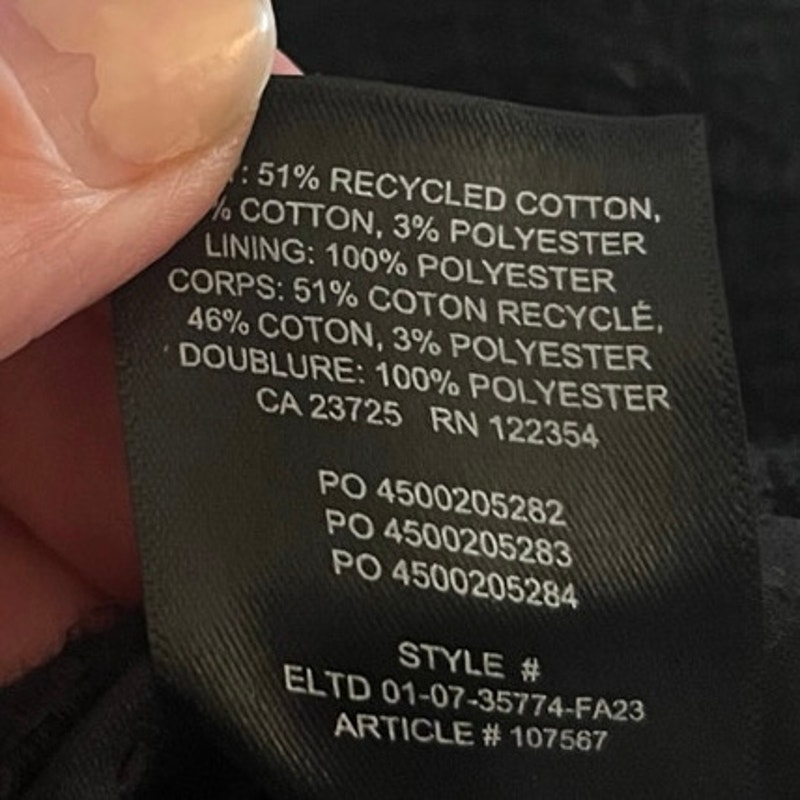 : 51% RECYCLED COTTON,
% COTTON, 3% POLYESTER
LINING: 100% POLYESTER
CORPS: 51% COTON RECYCLÉ,
46% COTON, 3% POLYESTER
DOUBLURE: 100% POLYESTER
CA 23725 RN 122354
PO 4500205282
PO 4500205283
PO 4500205284
STYLE #
ELTD 01-07-35774-FA23
ARTICLE # 107567